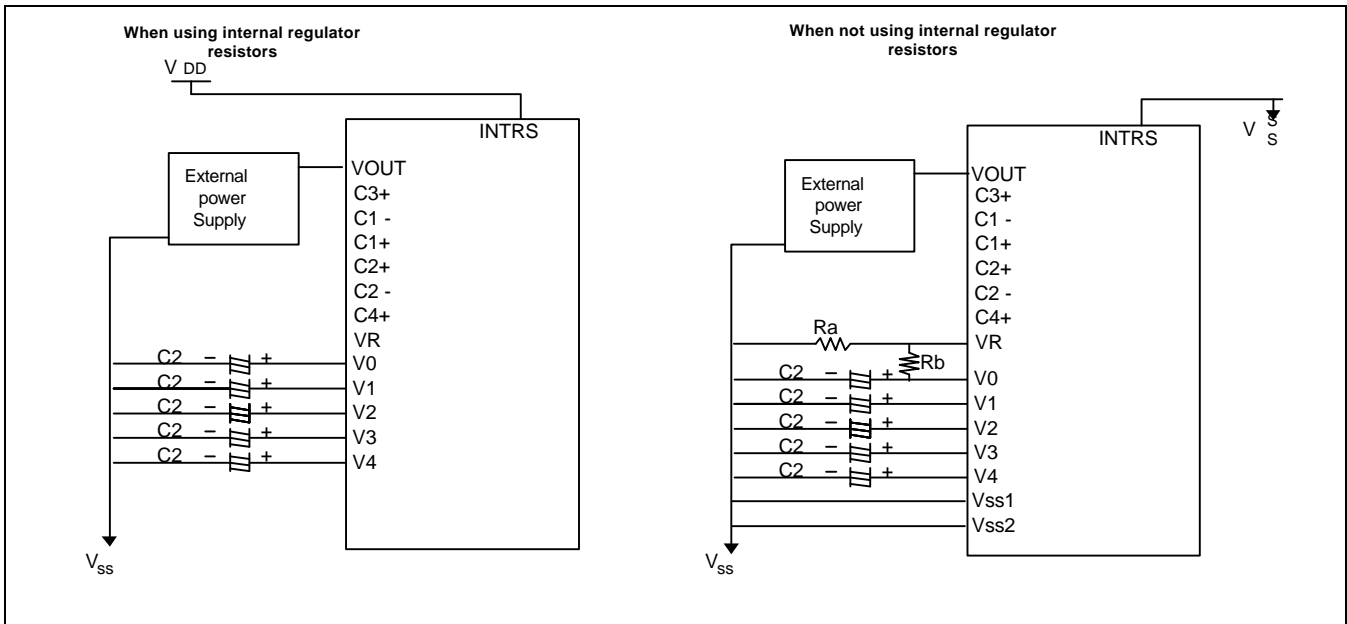 When using internal regulator
resistors
V DD
INTRS
External
power
Supply
VOUT
C3+
C1 -
C1+
C2+
C2 -
C4+
VR
C2 − + V0
C2 − + V1
C2 − + V2
C2 − + V3
C2 − + V4
Vss
When not using internal regulator
resistors
V SS
INTRS
External
power
Supply
VOUT
C3+
C1 -
C1+
C2+
C2 -
C4+
Ra
VR
Rb
C2 − + V0
C2 − + V1
C2 − + V2
C2 − + V3
C2 − + V4
Vss1
Vss2
Vss